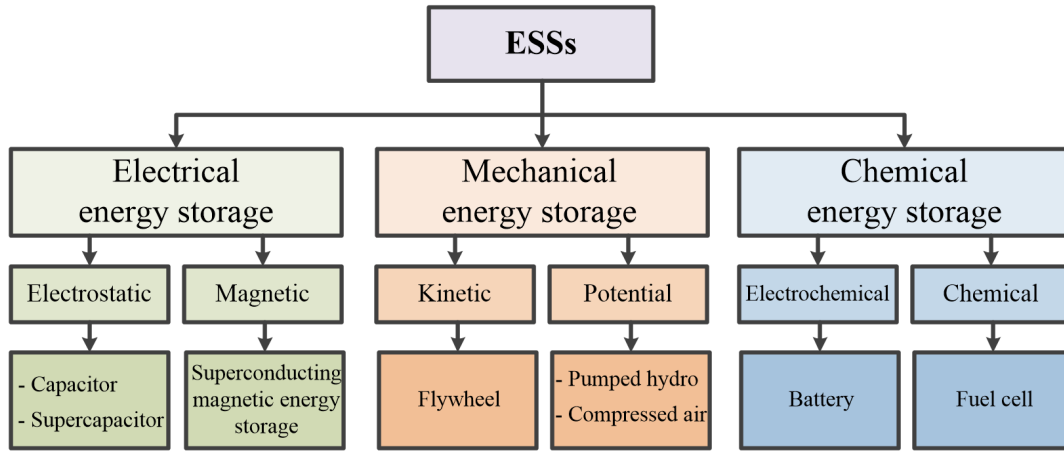 ESSs
Electrical
energy storage
Mechanical
energy storage
Chemical
energy storage
Electrostatic
Magnetic
Kinetic
Potential
Electrochemical
Chemical
- Capacitor
- Supercapacitor
Superconducting
magnetic energy
storage
Flywheel
- Pumped hydro
- Compressed air
Battery
Fuel cell